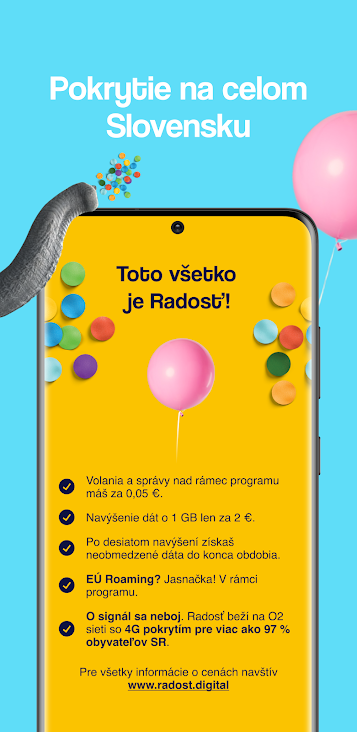 Pokrytie na celom
Slovensku
Toto všetko
je Radosť!
Volania a správy nad rámec programu
máš za 0,05 €.
Navýšenie dát o 1 GB len za 2 €.
Po desiatom navýšení získaš
neobmedzené dáta do konca obdobia.
EÚ Roaming? Jasnačka! V rámci
programu.
O signál sa neboj. Radosť beží na O2
sieti so 4G pokrytím pre viac ako 97 %
obyvateľov SR.
Pre všetky informácie o cenách navštív
www.radost.digital